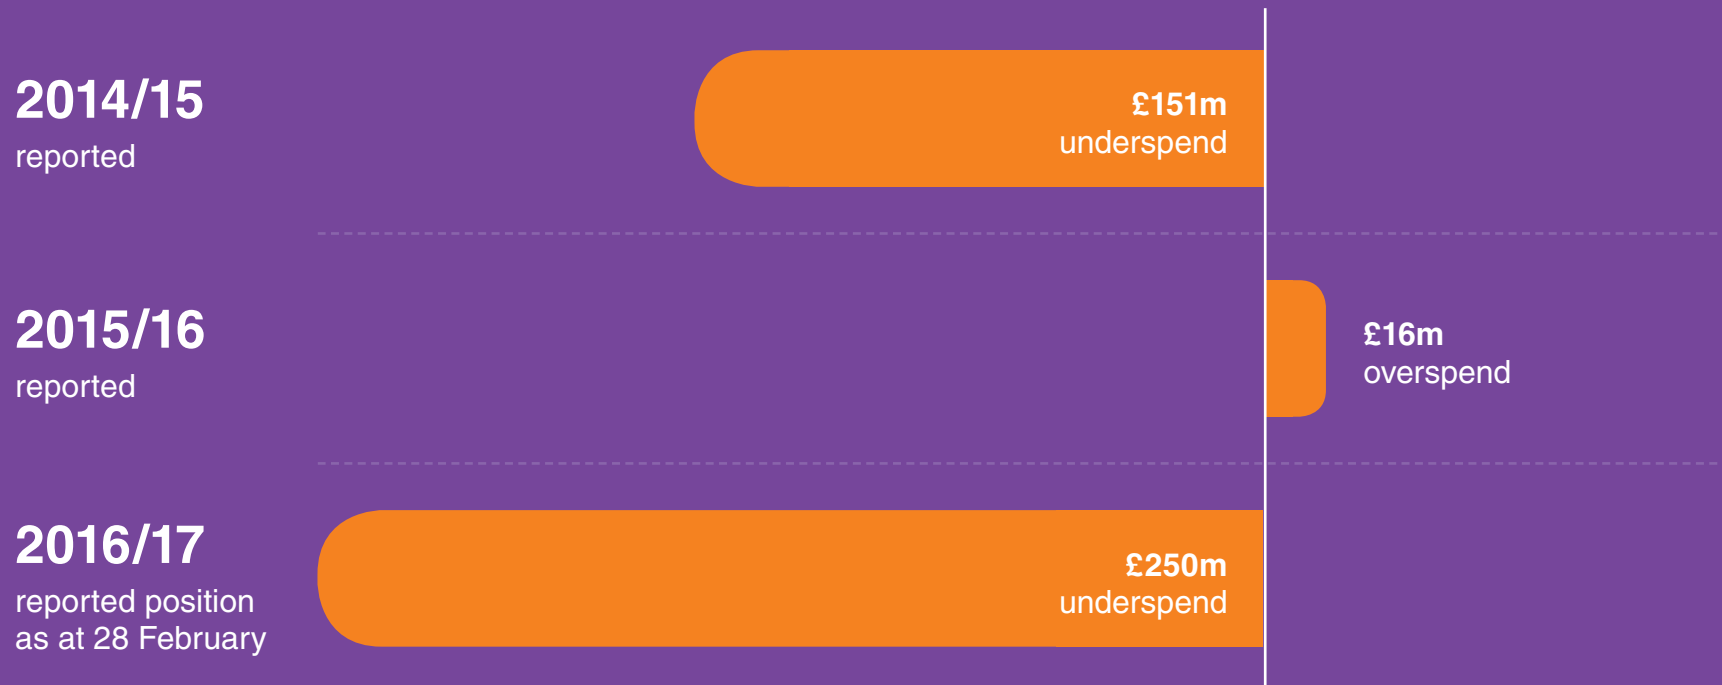 2014/15
reported
£151m
underspend
2015/16
reported
£16m
overspend
2016/17
reported position
as at 28 February
£250m
underspend